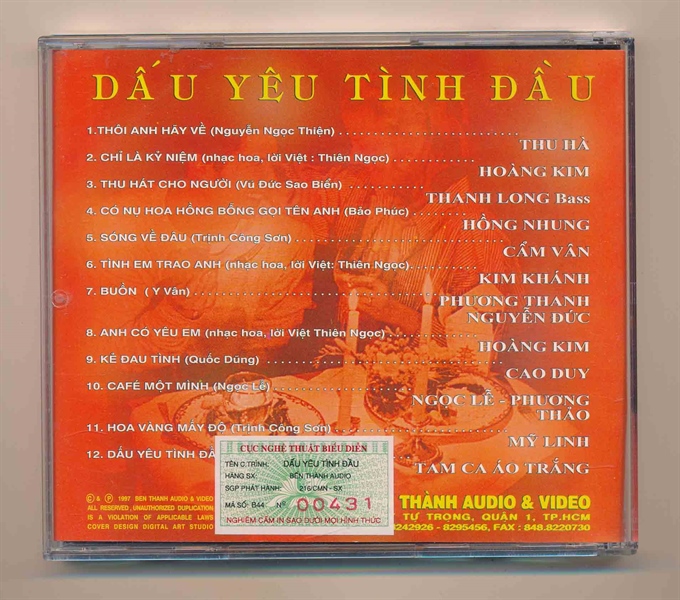 DẤU YÊU TÌNH ĐẦU
1.THÔI ANH HÃY VỀ (Nguyễn Ngọc Thiện) . . . . . . . . . . . . . . . . . . . . . . . . .
THU HÀ
2. CHỈ LÀ KỶ NIỆM (nhạc hoa, lời Việt : Thiên Ngọc) . . . . . . . . . . . .
HOÀNG KIM
3. THU HÁT CHO NGƯỜI (Vu Đức Sao Biển) . . . . . . . . . . . .
THANH LONG Bass
4. CÓ NỤ HOA HỒNG BỖNG GỌI TÊN ANH (Bảo Phúc) . . . . . . . .
HỒNG NHUNG
5. SÓNG VỀ ĐÂU (Trịnh Công Sơn) . . . . . . . . . . . . . . . . . . . . . . . .
CẨM VÂN
6. TÌNH EM TRAO ANH (nhạc hoa, lời Việt: Thiên Ngọc). . . . . . . . . . . .
KIM KHÁNH
7. BUỒN ( Y Vân) . . . . . . . . . . . . . . . . . . . . . . . . . . . . . . . . .
PHƯƠNG THANH
NGUYỄN ĐỨC
8. ANH CÓ YÊU EM (nhạc hoa, lời Việt Thiên Ngọc) . . . . . . . . . . . . .
HOÀNG KIM
9. KẺ ĐAU TÌNH (Quốc Dũng) . . . . . . . . . . . . . . . . . . . . . . . . . . . .
CAO DUY
10. CAFÉ MỘT MÌNH (Ngọc Lễ) . . . . . . . . . . . . . . . . . . . . .
NGỌC LỄ - PHƯƠNG
THẢO
11. HOA VÀNG MẤY ĐỘ (Trịnh Công Sơn) . . . . . . . . . . . . . . . . . .
MỸ LINH
12. DẤU YÊU TÌNH
TAM CA ÁO TRẮNG
CỤC NGHỆ THUẬT BIỂU DIỄN
TÊN C.TRÌNH: DẤU YÊU TÌNH ĐẦU
HÃNG SX: BẾN THÀNH AUDIO
SGP PHÁT HÀNH: 216/CMN - SX
MÃ SỐ: B44 Nº 00431
NGHIÊM CẤM IN SAO DƯỚI MỌI HÌNH THỨC
© & ℗ 1997 BEN THANH AUDIO & VIDEO
ALL RESERVED , UNAUTHORIZED DUPLICATION
IS A VIOLATION OF APPLICABLE LAWS
COVER DESIGN DIGITAL ART STUDIO
THÀNH AUDIO & VIDEO
TỰ TRỌNG, QUẬN 1, TP.HCM
8242926 - 8295456, FAX : 848.8220730